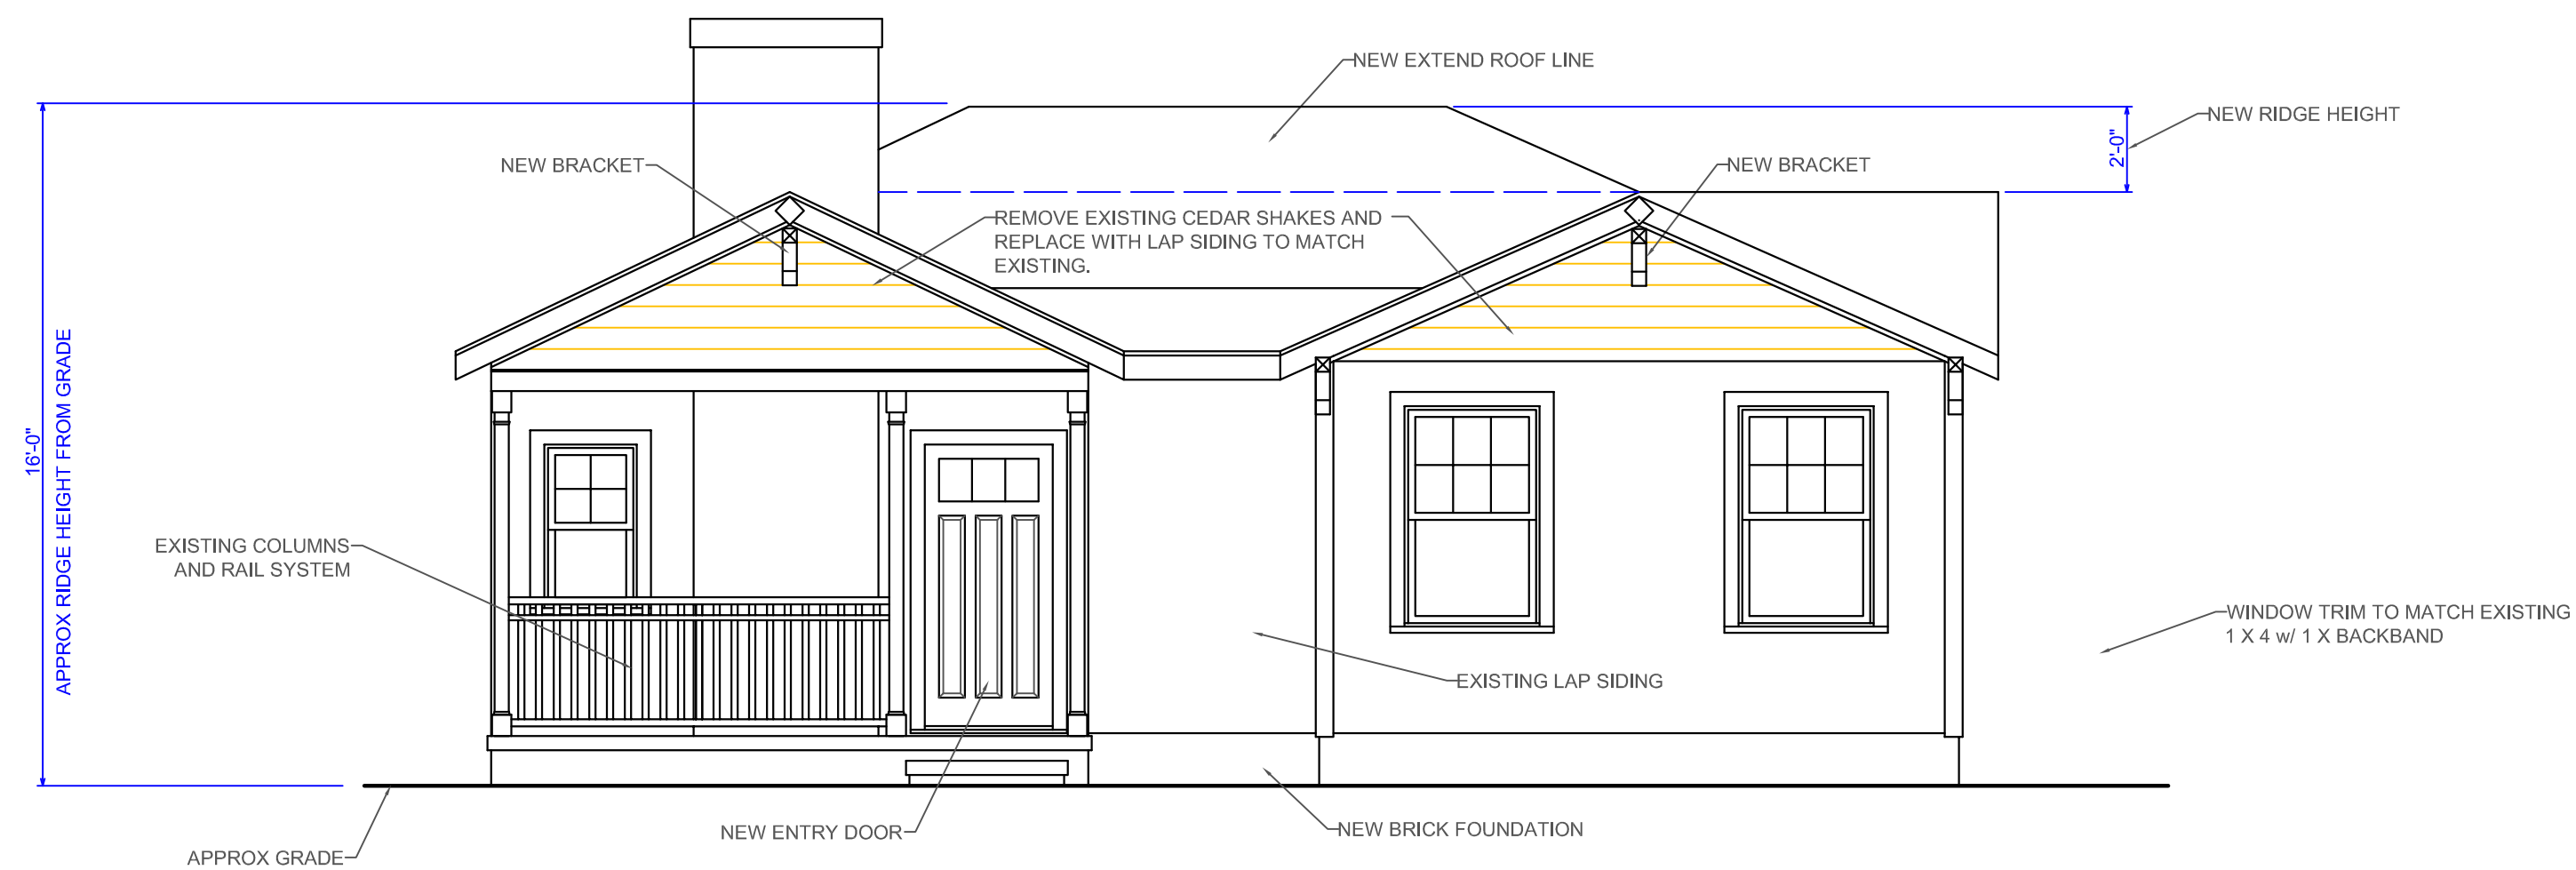 NEW EXTEND ROOF LINE
NEW RIDGE HEIGHT
2'-0"
NEW BRACKET
NEW BRACKET
REMOVE EXISTING CEDAR SHAKES AND
REPLACE WITH LAP SIDING TO MATCH
EXISTING.
16'-0"
APPROX RIDGE HEIGHT FROM GRADE
EXISTING COLUMNS
AND RAIL SYSTEM
WINDOW TRIM TO MATCH EXISTING
1 X 4 w/ 1 X BACKBAND
EXISTING LAP SIDING
NEW ENTRY DOOR
NEW BRICK FOUNDATION
APPROX GRADE